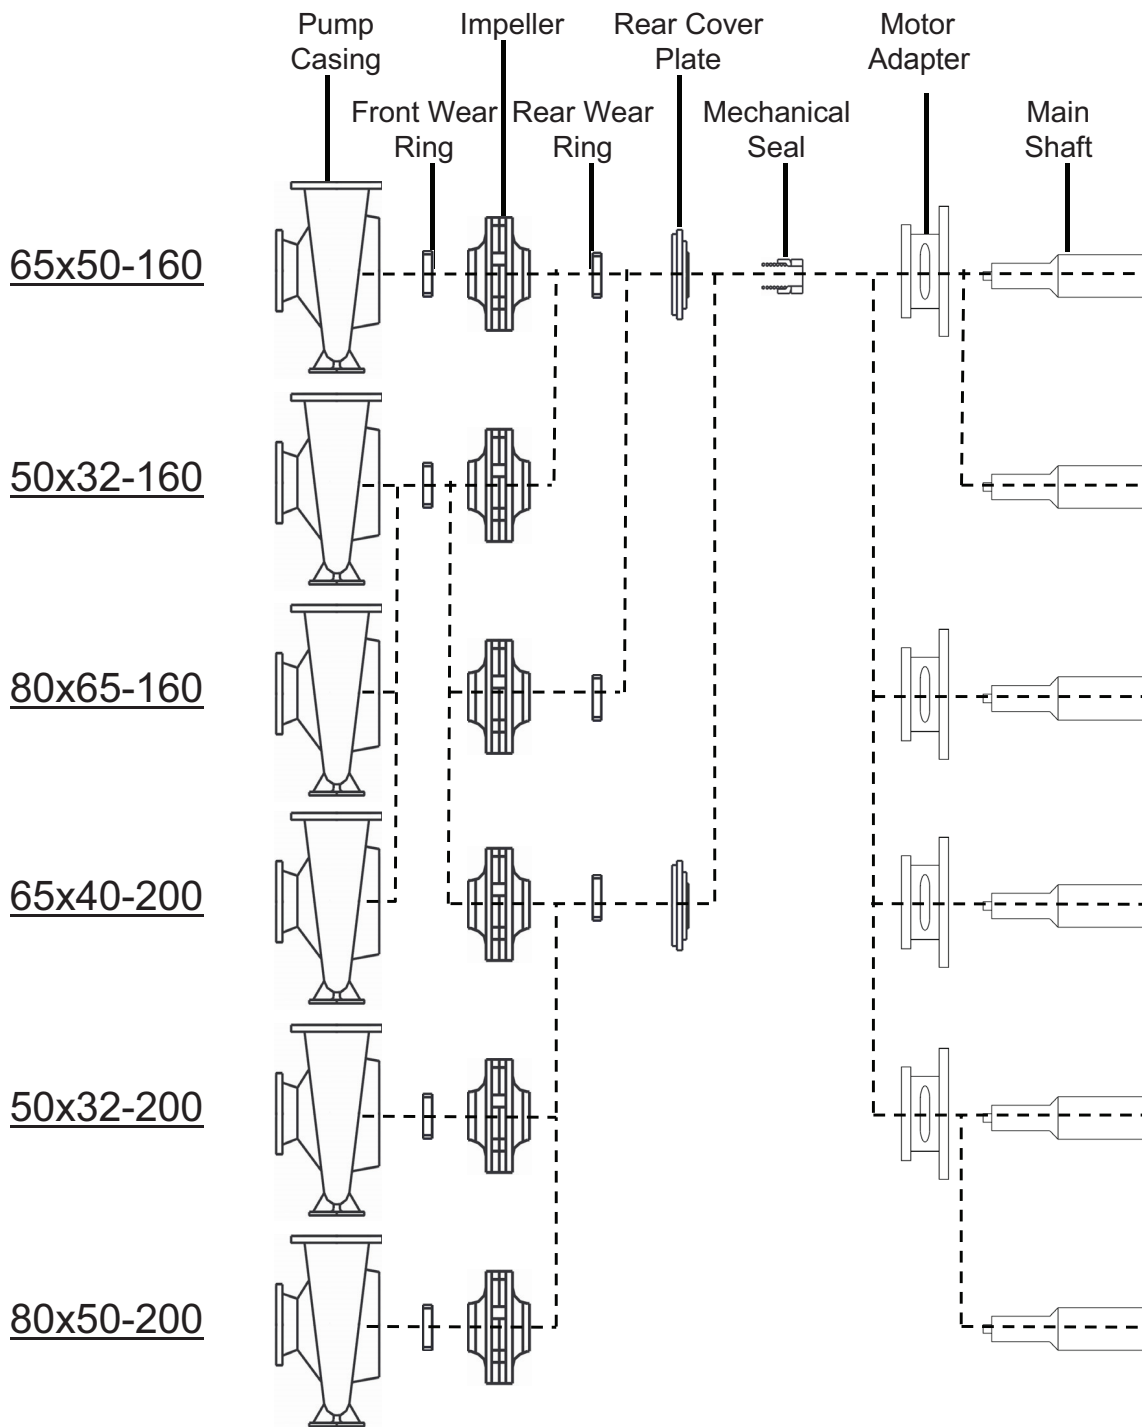 Pump
Casing
Impeller
Rear Cover
Plate
Motor
Adapter
Front Wear
Ring
Rear Wear
Ring
Mechanical
Seal
Main
Shaft
65x50-160
50x32-160
80x65-160
65x40-200
50x32-200
80x50-200